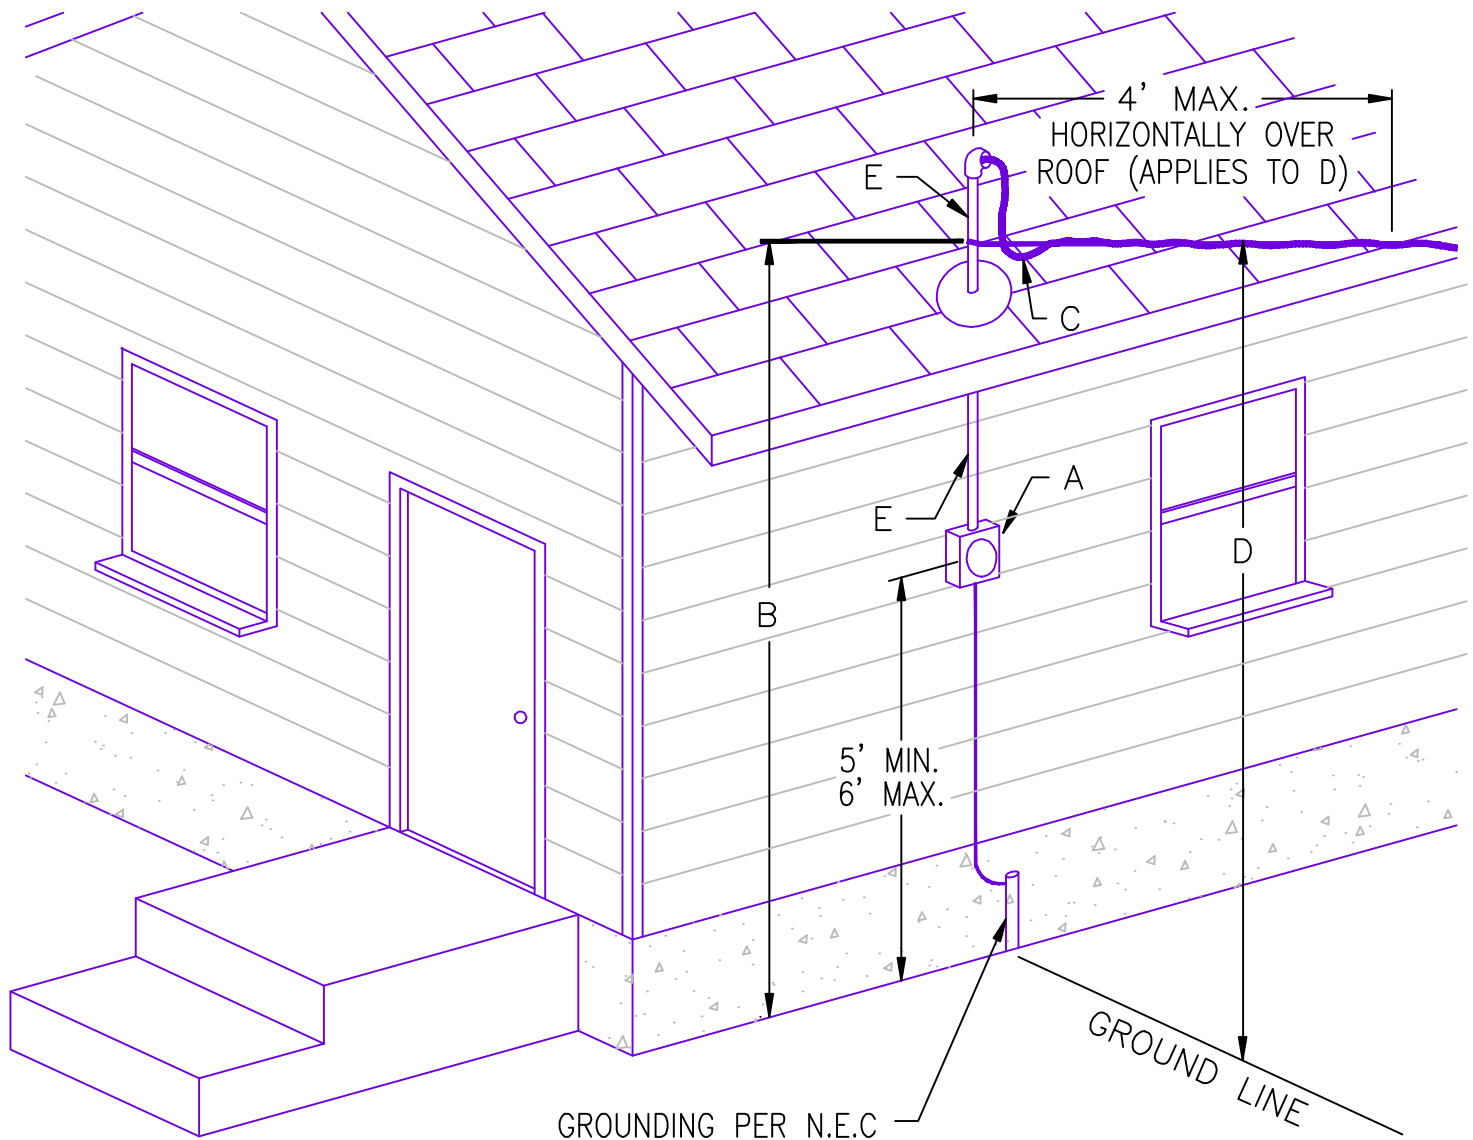 4' MAX.
HORIZONTALLY OVER
ROOF (APPLIES TO D)
E
C
A
E
D
B
5' MIN.
6' MAX.
GROUND LINE
GROUNDING PER N.E.C